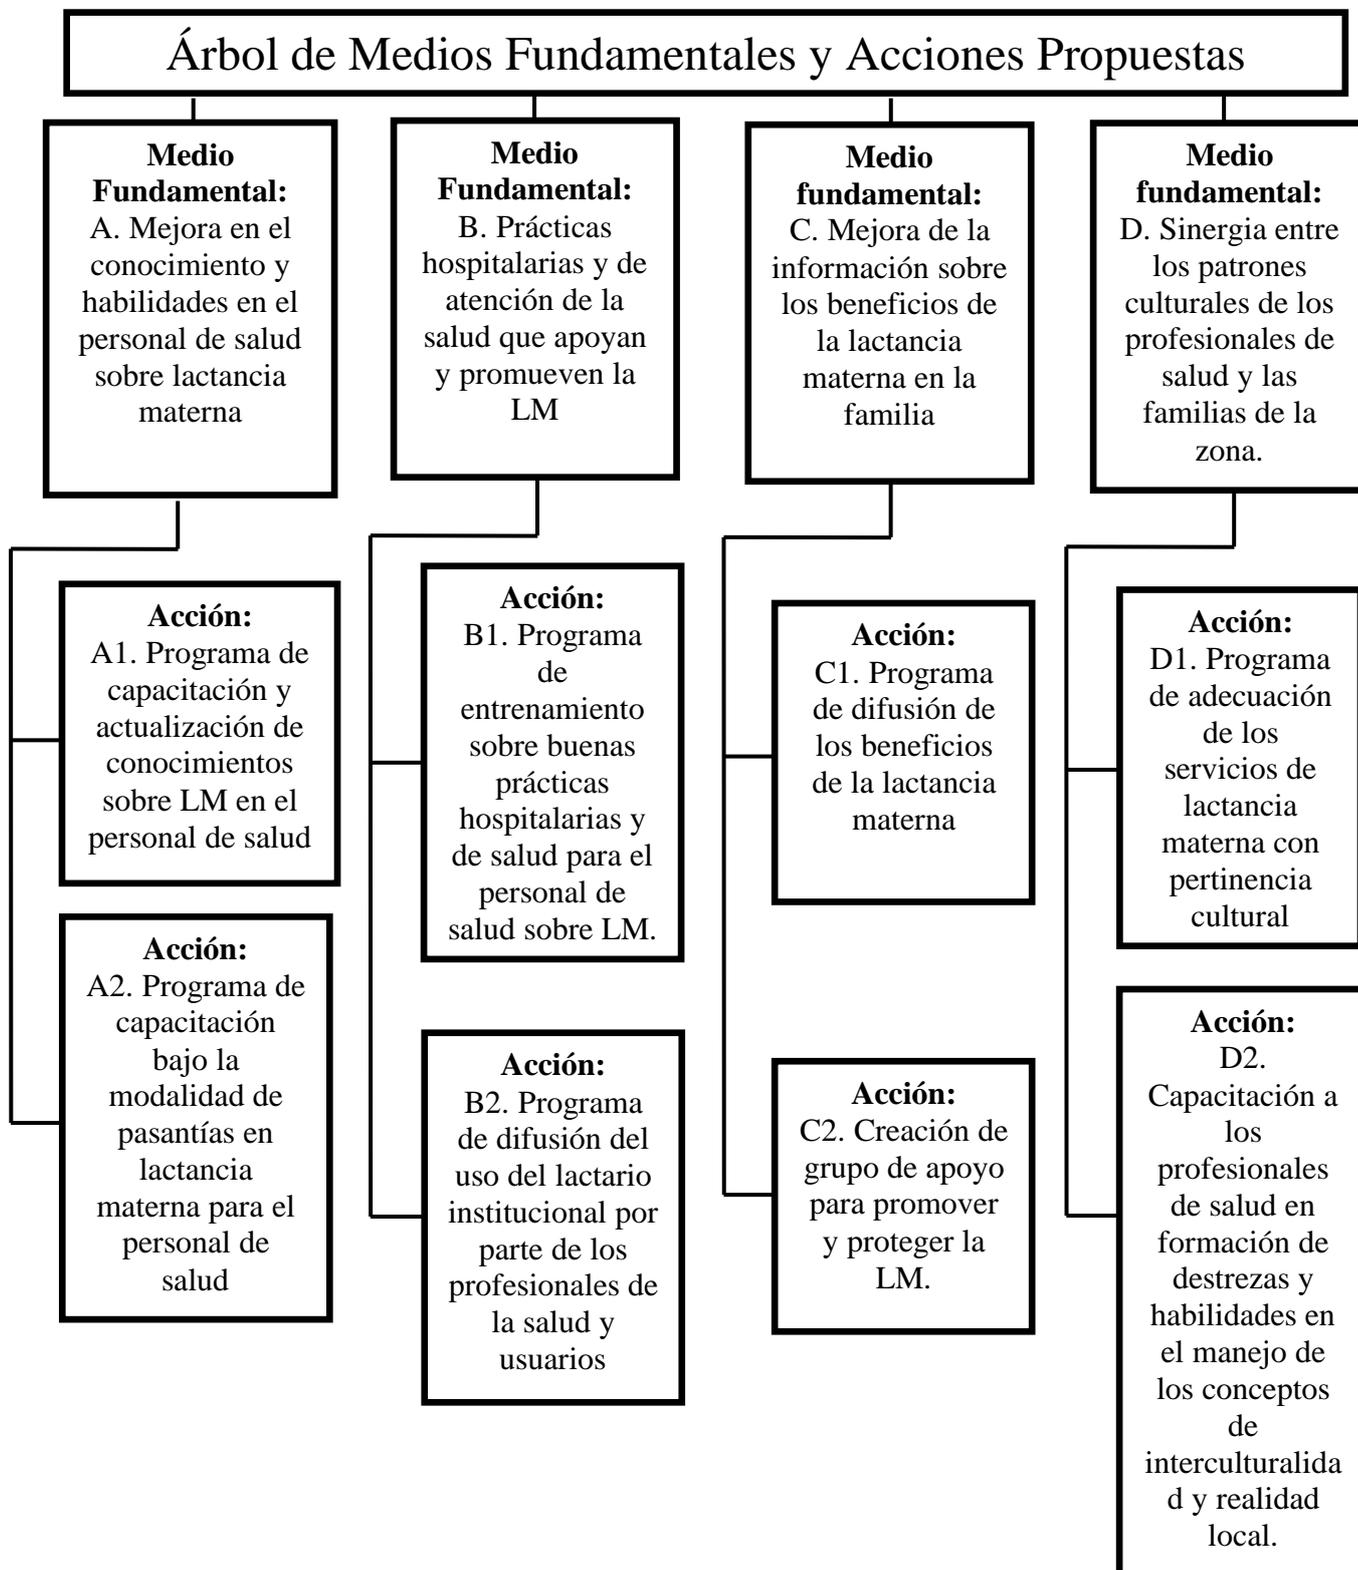 Árbol de Medios Fundamentales y Acciones Propuestas
Medio
Fundamental:
A. Mejora en el
conocimiento y
habilidades en el
personal de salud
sobre lactancia
materna
Medio
Fundamental:
B. Prácticas
hospitalarias y de
atención de la
salud que apoyan
y promueven la
LM
Medio
fundamental:
C. Mejora de la
información sobre
los beneficios de
la lactancia
materna en la
familia
Medio
fundamental:
D. Sinergia entre
los patrones
culturales de los
profesionales de
salud y las
familias de la
zona.
Acción:
A1. Programa de
capacitación y
actualización de
conocimientos
sobre LM en el
personal de salud
Acción:
B1. Programa
de
entrenamiento
sobre buenas
prácticas
hospitalarias y
de salud para el
personal de
salud sobre LM.
Acción:
C1. Programa
de difusión de
los beneficios
de la lactancia
materna
Acción:
D1. Programa
de adecuación
de los
servicios de
lactancia
materna con
pertinencia
cultural
Acción:
A2. Programa de
capacitación
bajo la
modalidad de
pasantías en
lactancia
materna para el
personal de
salud
Acción:
B2. Programa
de difusión del
uso del lactario
institucional por
parte de los
profesionales de
la salud y
usuarios
Acción:
C2. Creación de
grupo de apoyo
para promover
y proteger la
LM.
Acción:
D2.
Capacitación a
los
profesionales
de salud en
formación de
destrezas y
habilidades en
el manejo de
los conceptos
de
interculturalida
d y realidad
local.